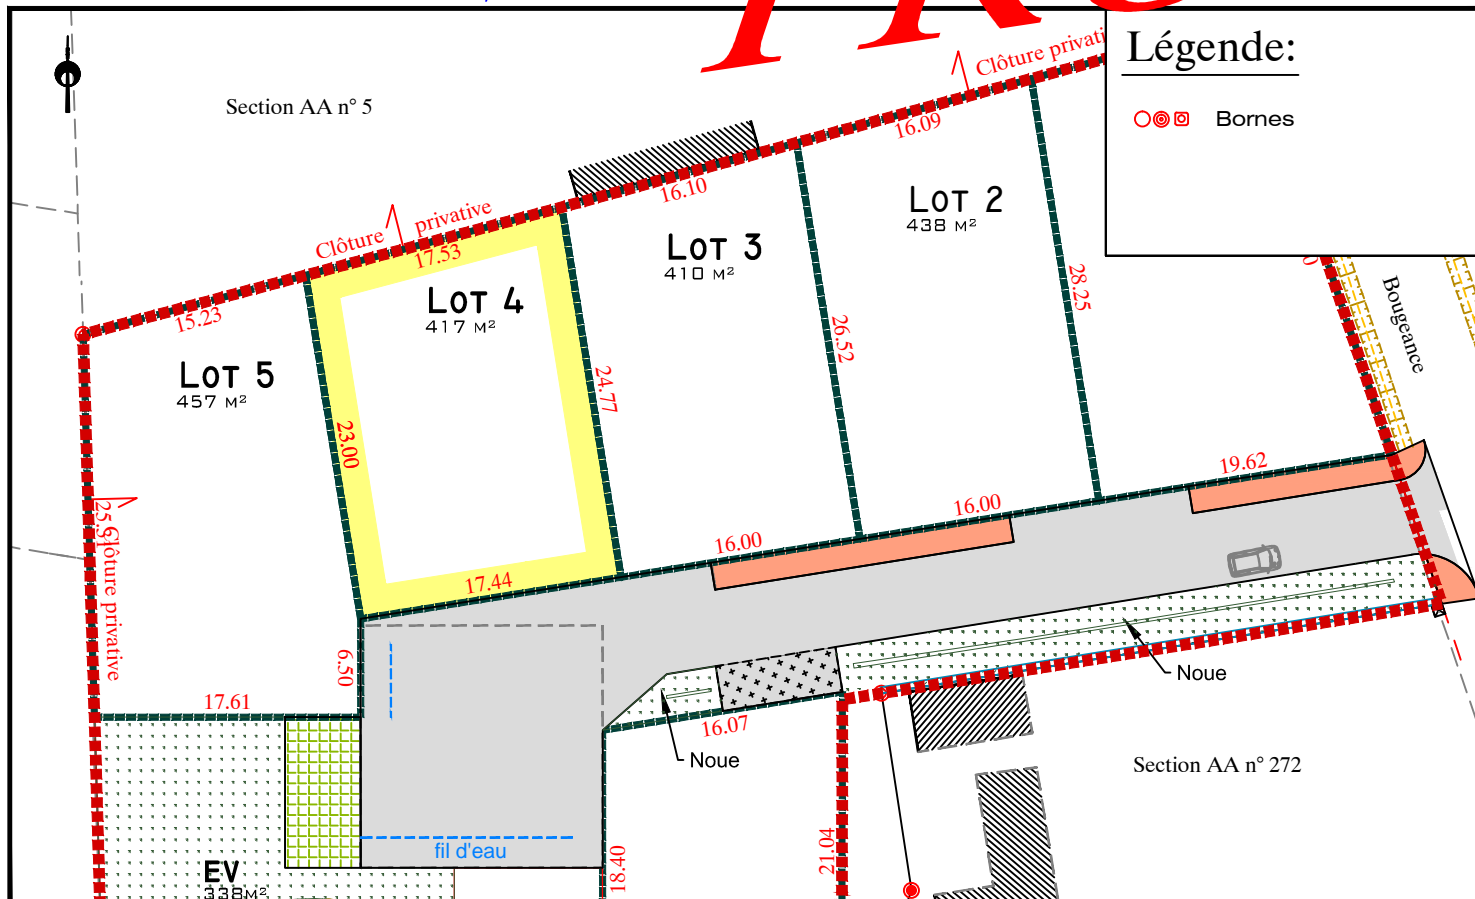 Légende:
Bornes
Section AA n° 5
Clôture privati
16.09
16.10
Clôture privative
17.53
15.23
Lot 2
438 m²
Lot 3
410 m²
Lot 4
417 m²
Lot 5
457 m²
28.25
26.52
24.77
23.00
Bougeance
19.62
16.00
16.00
17.44
Clôture privative
6.50
17.61
16.07
Noue
Noue
Section AA n° 272
fil d'eau
EV
338m²
18.40
21.04